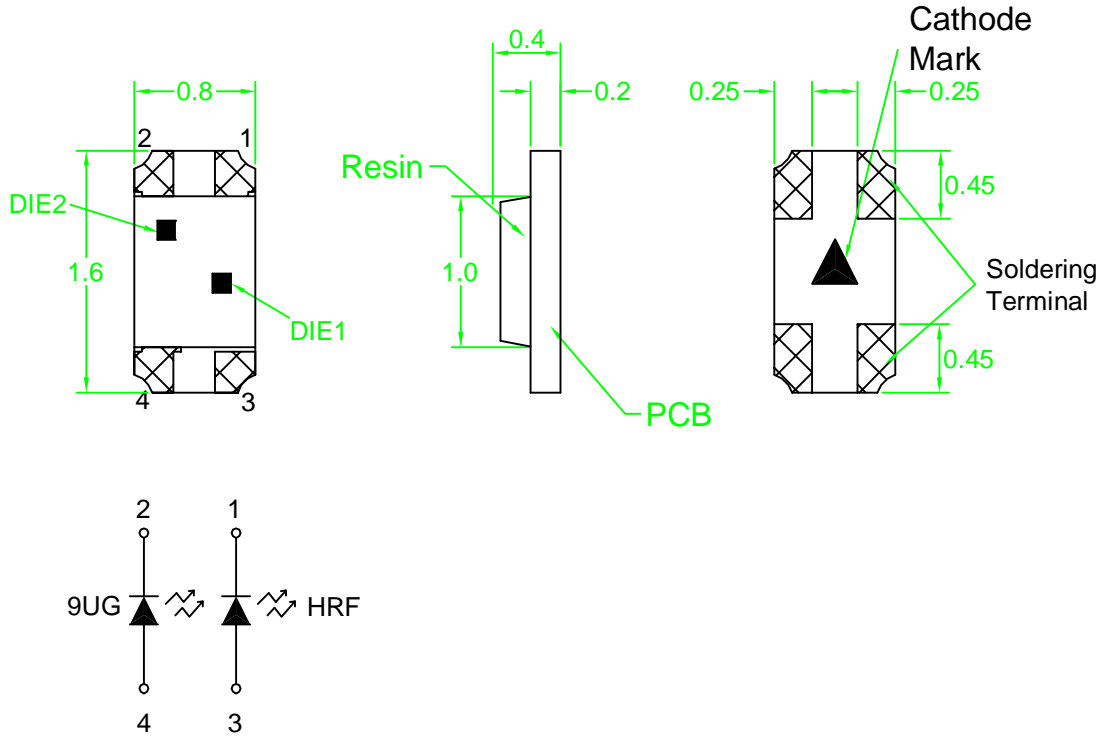 Cathode
Mark
0.4
0.8
0.2
0.25
0.25
2
1
Resin
0.45
DIE2
1.6
1.0
Soldering
Terminal
DIE1
0.45
4
3
PCB
2
1
9UG
HRF
4
3